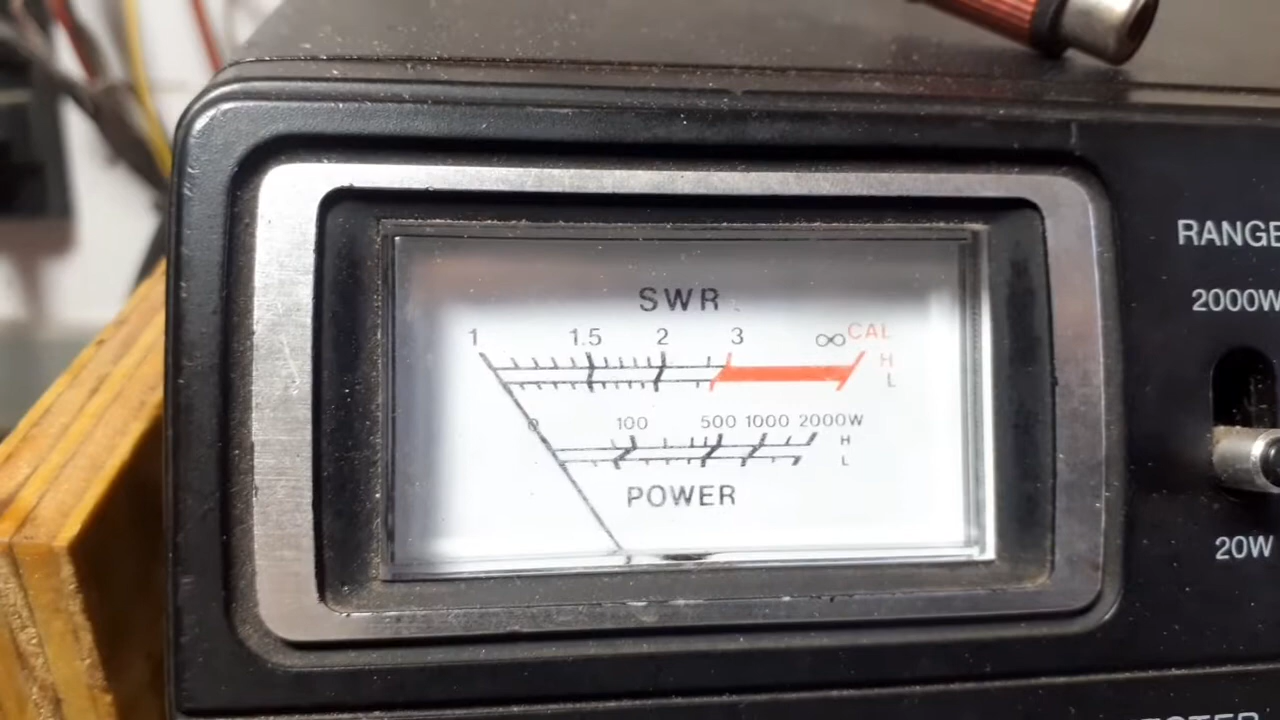 SWR
1 1.5 2 3 ∞ CAL
H
L
0 100 500 1000 2000W
H
L
POWER
RANGE
2000W
20W